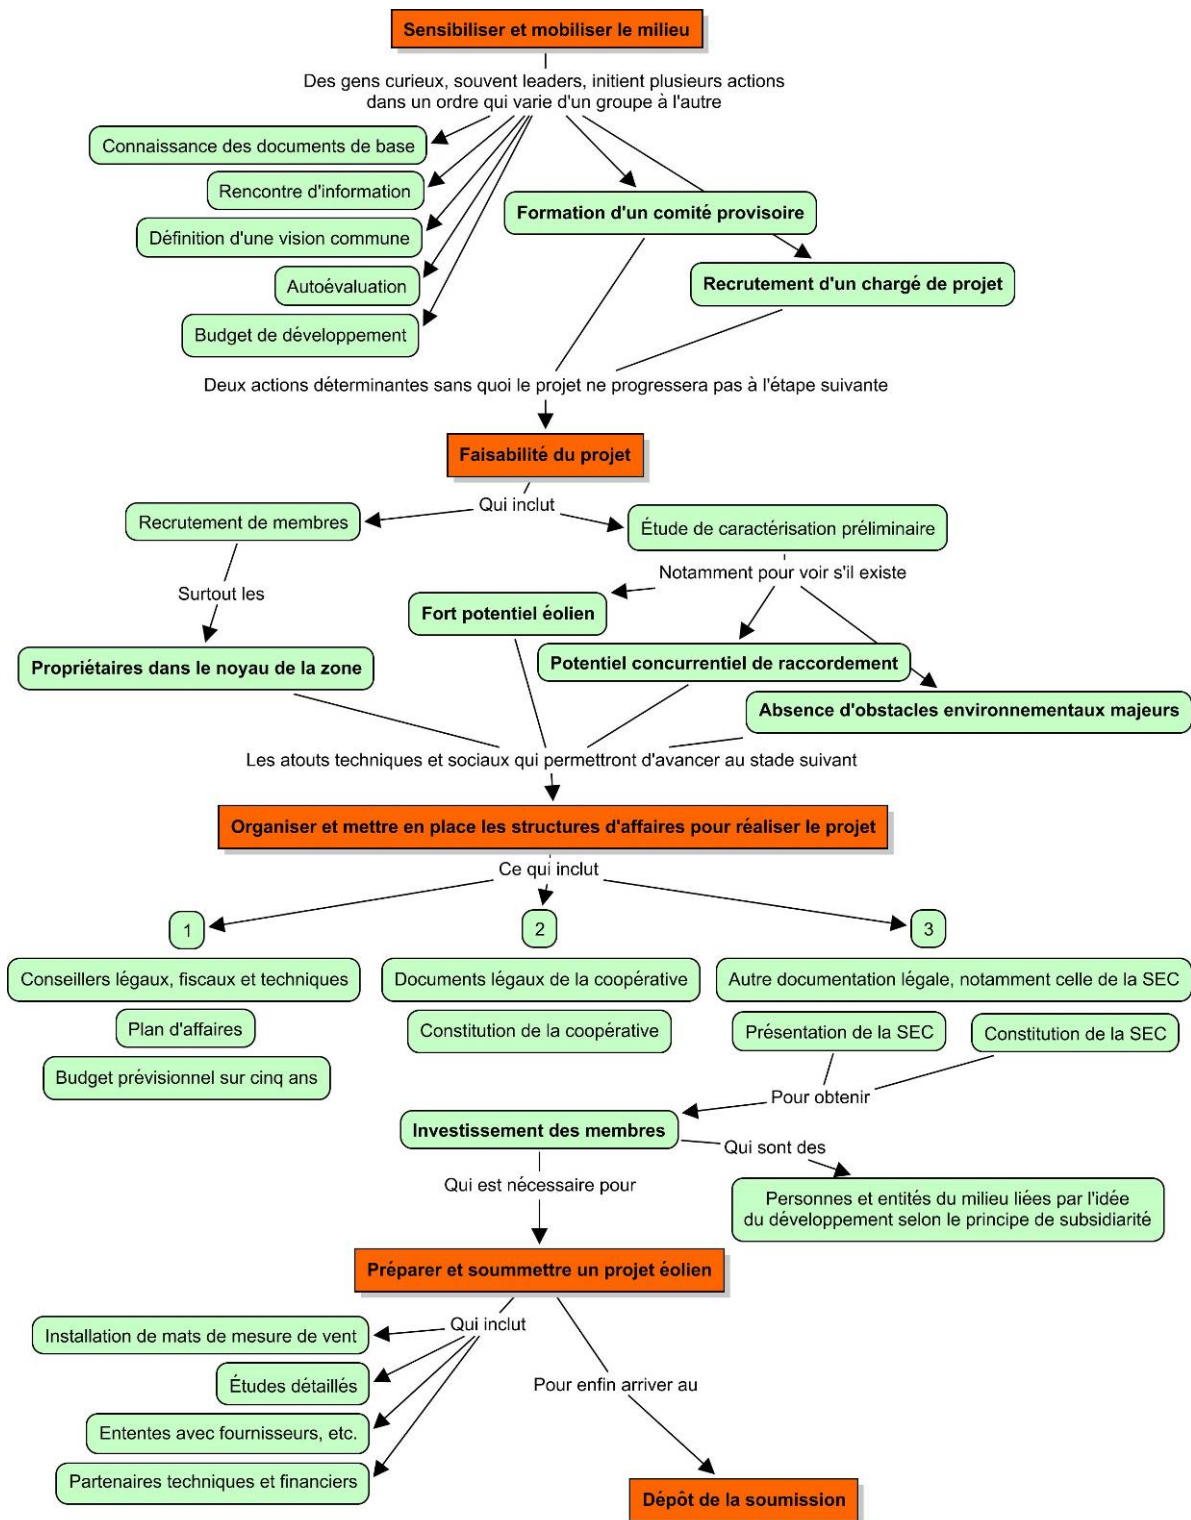 Sensibiliser et mobiliser le milieu
Des gens curieux, souvent leaders, initient plusieurs actions
dans un ordre qui varie d'un groupe à l'autre
Connaissance des documents de base
Rencontre d'information
Définition d'une vision commune
Autoévaluation
Budget de développement
Formation d'un comité provisoire
Recrutement d'un chargé de projet
Deux actions déterminantes sans quoi le projet ne progressera pas à l'étape suivante
Faisabilité du projet
Qui inclut
Recrutement de membres
Étude de caractérisation préliminaire
Surtout les
Notamment pour voir s'il existe
Propriétaires dans le noyau de la zone
Fort potentiel éolien
Potentiel concurrentiel de raccordement
Absence d'obstacles environnementaux majeurs
Les atouts techniques et sociaux qui permettront d'avancer au stade suivant
Organiser et mettre en place les structures d'affaires pour réaliser le projet
Ce qui inclut
1
Conseillers légaux, fiscaux et techniques
Plan d'affaires
Budget prévisionnel sur cinq ans
2
Documents légaux de la coopérative
Constitution de la coopérative
3
Autre documentation légale, notamment celle de la SEC
Présentation de la SEC
Constitution de la SEC
Pour obtenir
Investissement des membres
Qui sont des
Personnes et entités du milieu liées par l'idée
du développement selon le principe de subsidiarité
Qui est nécessaire pour
Préparer et soummettre un projet éolien
Qui inclut
Installation de mats de mesure de vent
Études détaillés
Ententes avec fournisseurs, etc.
Partenaires techniques et financiers
Pour enfin arriver au
Dépôt de la soumission